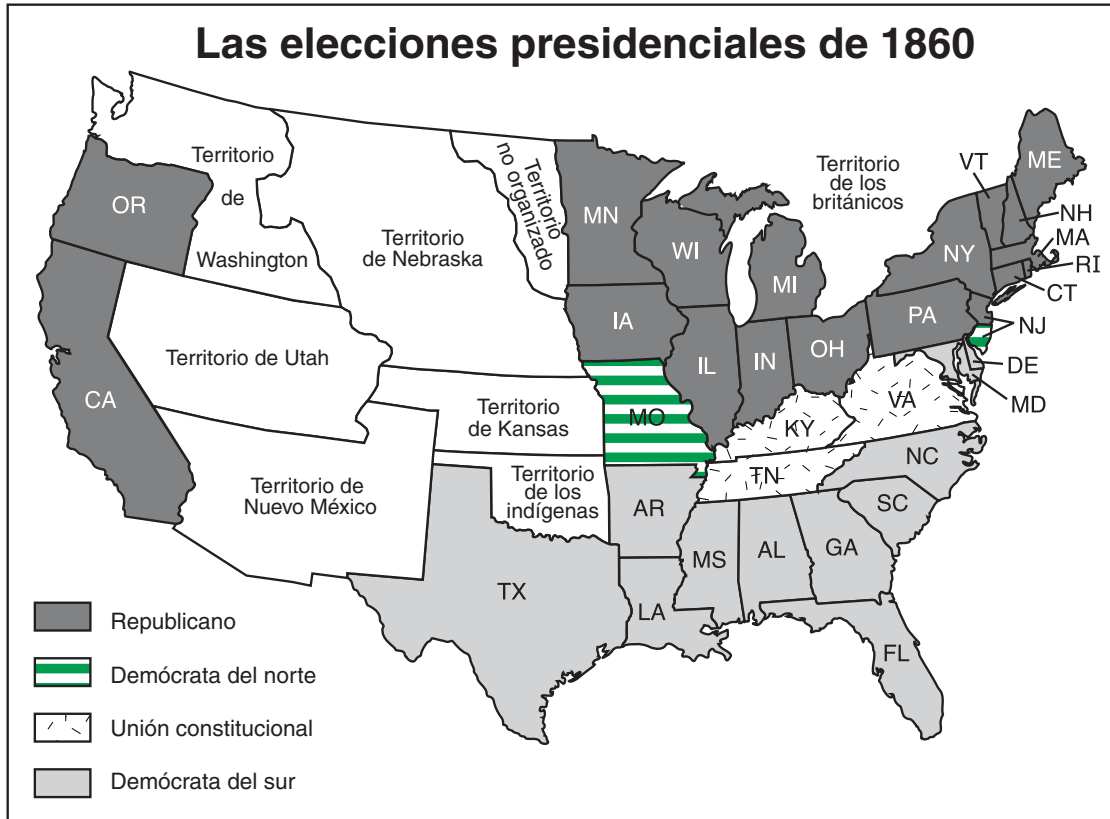 Las elecciones presidenciales de 1860
Territorio
de
Washington
OR
CA
Territorio de Utah
Territorio de
Nuevo México
Territorio
de Nebraska
Territorio
no organizado
Territorio
de Kansas
Territorio
de los
indígenas
Territorio
de los
británicos
MN
WI
MI
IA
IL
IN
OH
MO
KY
TN
VA
PA
NY
VT
ME
NH
MA
RI
CT
NJ
DE
MD
NC
SC
GA
AL
MS
AR
LA
TX
FL
Republicano
Demócrata del norte
Unión constitucional
Demócrata del sur